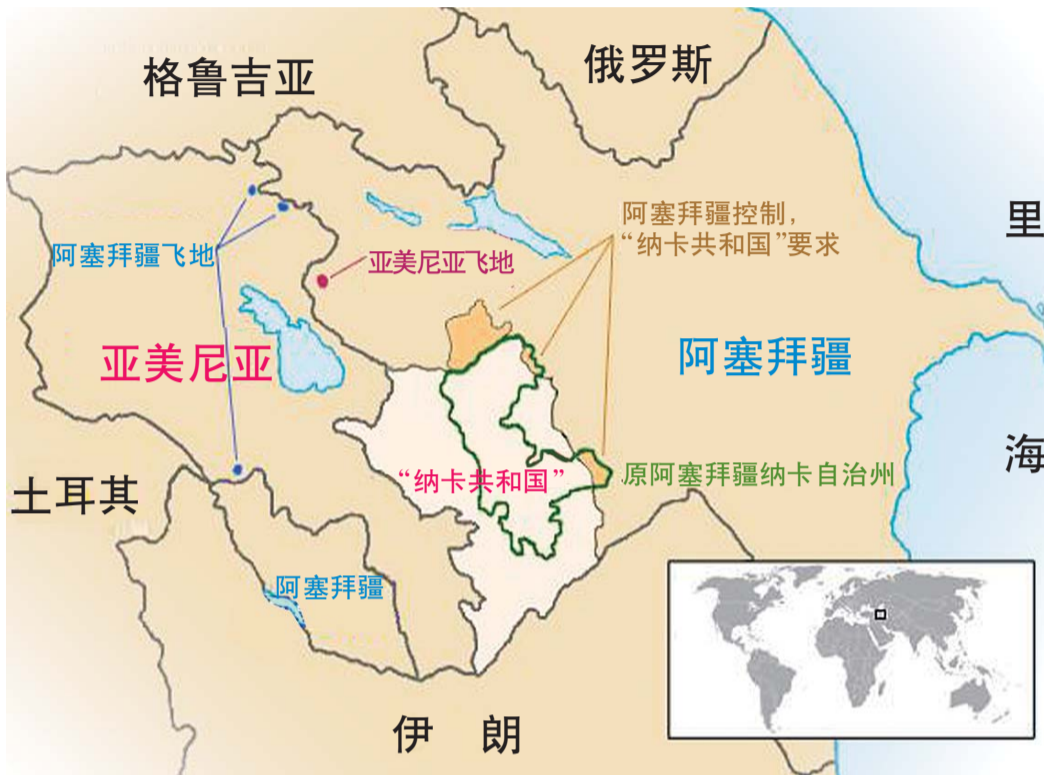 格鲁吉亚
俄罗斯
里
阿塞拜疆控制，
“纳卡共和国”要求
阿塞拜疆飞地
亚美尼亚飞地
亚美尼亚
阿塞拜疆
海
“纳卡共和国”
原阿塞拜疆纳卡自治州
土耳其
阿塞拜疆
伊 朗